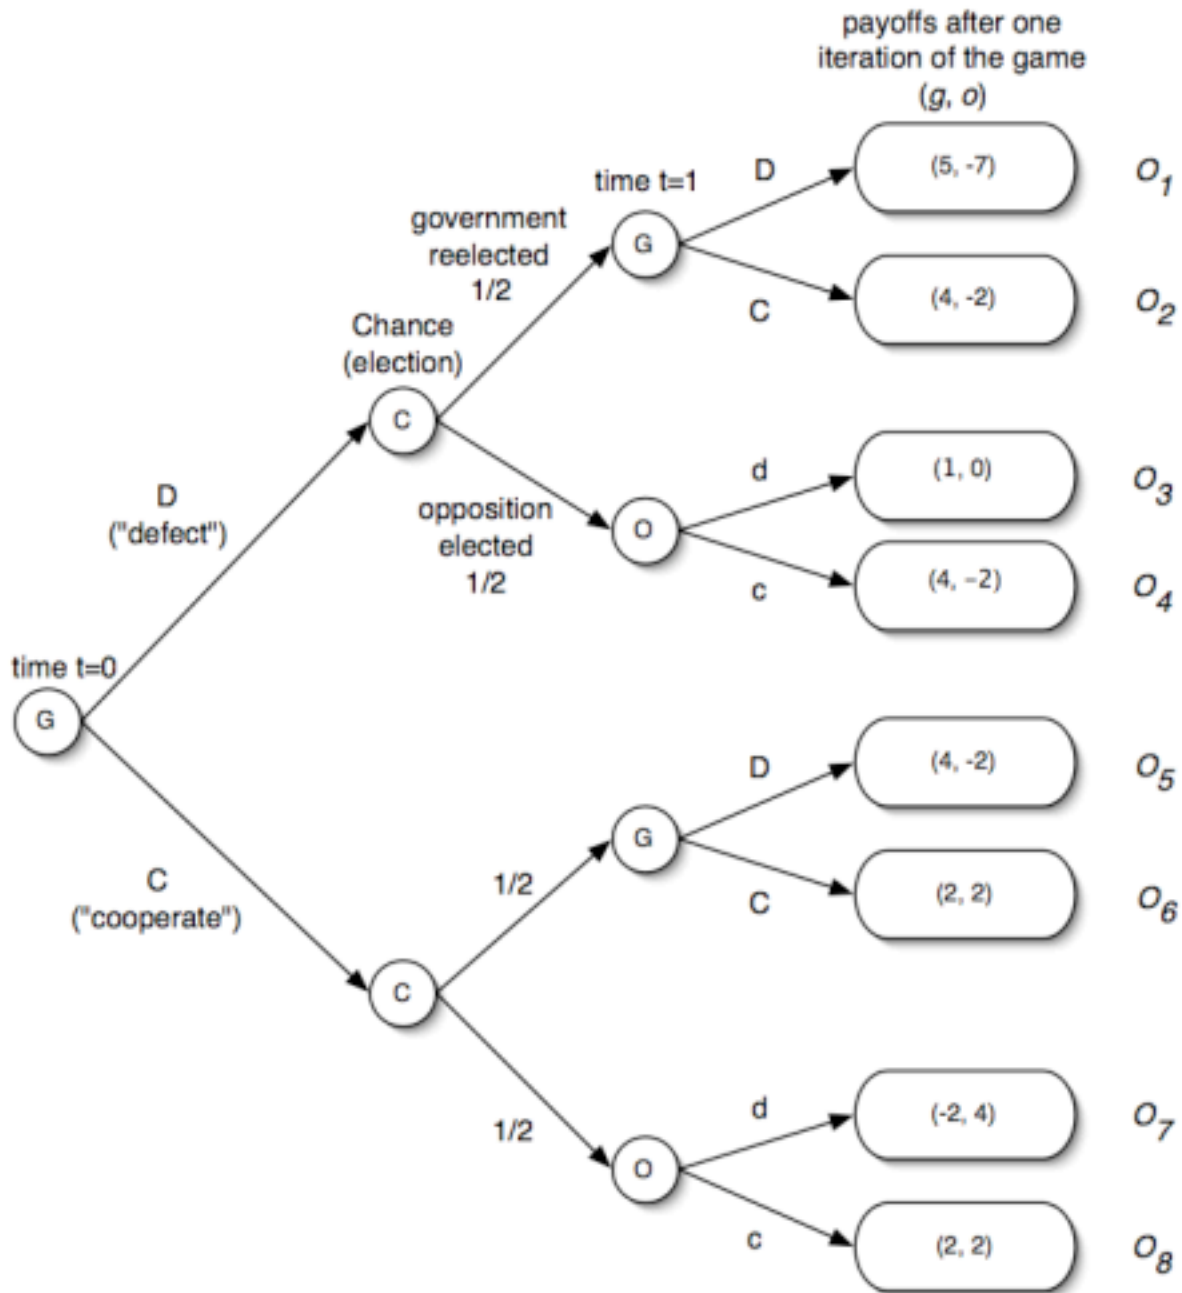 payoffs after one
iteration of the game
(g, o)
(5, -7)
O1
time t=1
D
government
reelected
1/2
G
C
(4, -2)
O2
Chance
(election)
C
D
("defect")
opposition
elected
1/2
O
d
(1, 0)
O3
c
(4, −2)
O4
time t=0
G
C
("cooperate")
D
(4, -2)
O5
1/2
G
C
(2, 2)
O6
C
1/2
d
(-2, 4)
O7
O
c
(2, 2)
O8